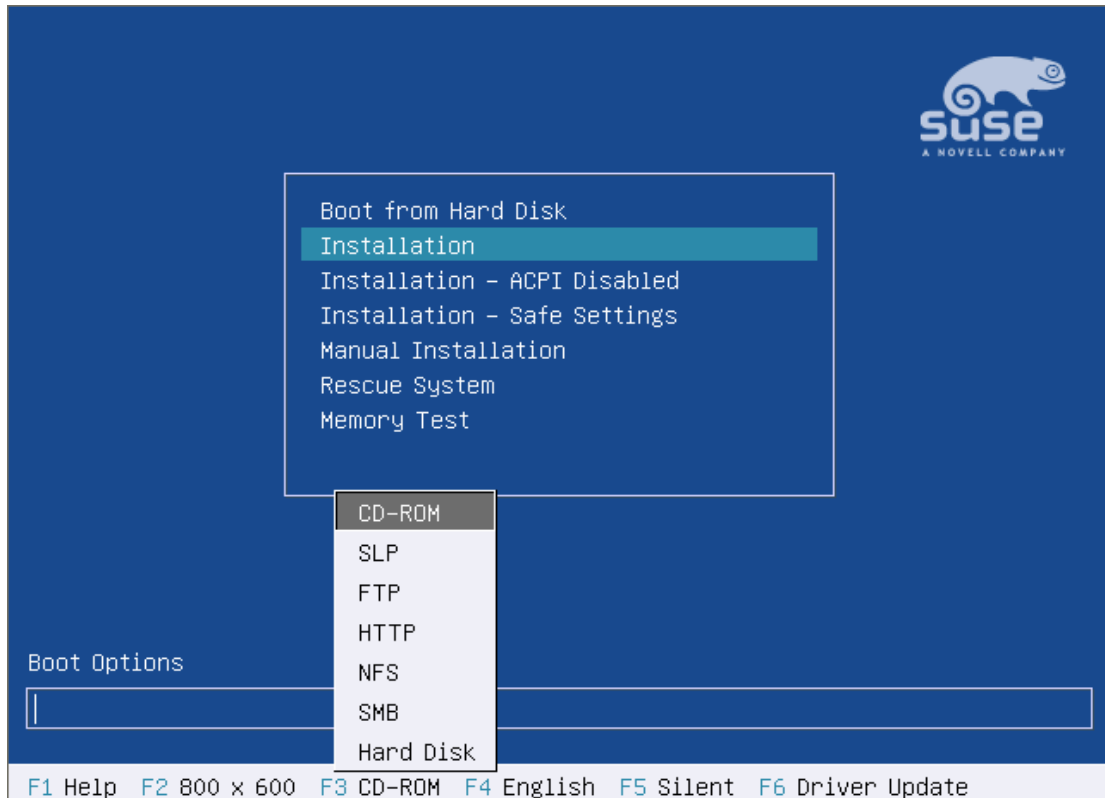 suse
A NOVELL COMPANY
Boot from Hard Disk
Installation
Installation - ACPI Disabled
Installation - Safe Settings
Manual Installation
Rescue System
Memory Test
CD-ROM
SLP
FTP
HTTP
NFS
SMB
Hard Disk
Boot Options
F1 Help F2 800 x 600 F3 CD-ROM F4 English F5 Silent F6 Driver Update